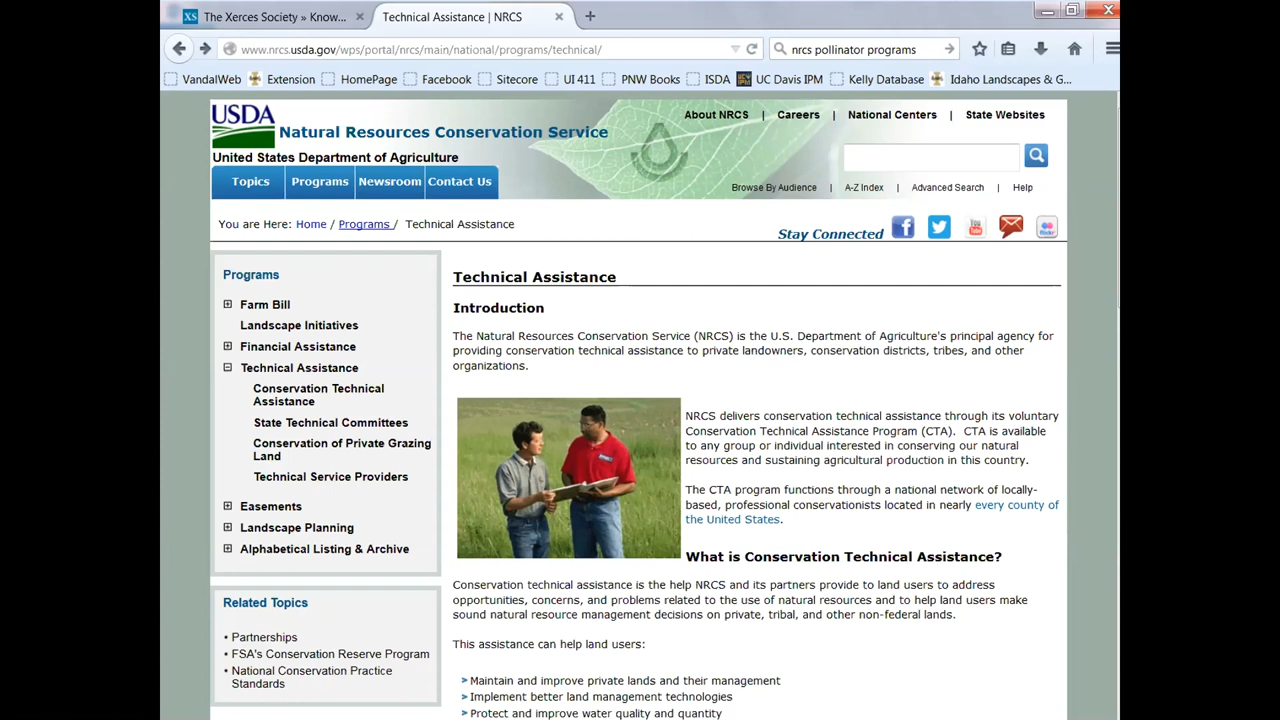 The Xerces Society » Know...
Technical Assistance | NRCS
www.nrcs.usda.gov/wps/portal/nrcs/main/national/programs/technical/
nrcs pollinator programs
VandalWeb
Extension
HomePage
Facebook
Sitecore
UI 411
PNW Books
ISDA
UC Davis IPM
Kelly Database
Idaho Landscapes & G...
USDA
Natural Resources Conservation Service
United States Department of Agriculture
About NRCS | Careers | National Centers | State Websites
Browse By Audience | A-Z Index | Advanced Search | Help
Topics
Programs
Newsroom
Contact Us
You are Here: Home / Programs / Technical Assistance
Stay Connected
Programs
Farm Bill
Landscape Initiatives
Financial Assistance
Technical Assistance
Conservation Technical
Assistance
State Technical Committees
Conservation of Private Grazing
Land
Technical Service Providers
Easements
Landscape Planning
Alphabetical Listing & Archive
Related Topics
• Partnerships
• FSA's Conservation Reserve Program
• National Conservation Practice
Standards
Technical Assistance
Introduction
The Natural Resources Conservation Service (NRCS) is the U.S. Department of Agriculture's principal agency for
providing conservation technical assistance to private landowners, conservation districts, tribes, and other
organizations.
NRCS delivers conservation technical assistance through its voluntary
Conservation Technical Assistance Program (CTA). CTA is available
to any group or individual interested in conserving our natural
resources and sustaining agricultural production in this country.
The CTA program functions through a national network of locally-
based, professional conservationists located in nearly every county of
the United States.
What is Conservation Technical Assistance?
Conservation technical assistance is the help NRCS and its partners provide to land users to address
opportunities, concerns, and problems related to the use of natural resources and to help land users make
sound natural resource management decisions on private, tribal, and other non-federal lands.
This assistance can help land users:
Maintain and improve private lands and their management
Implement better land management technologies
Protect and improve water quality and quantity